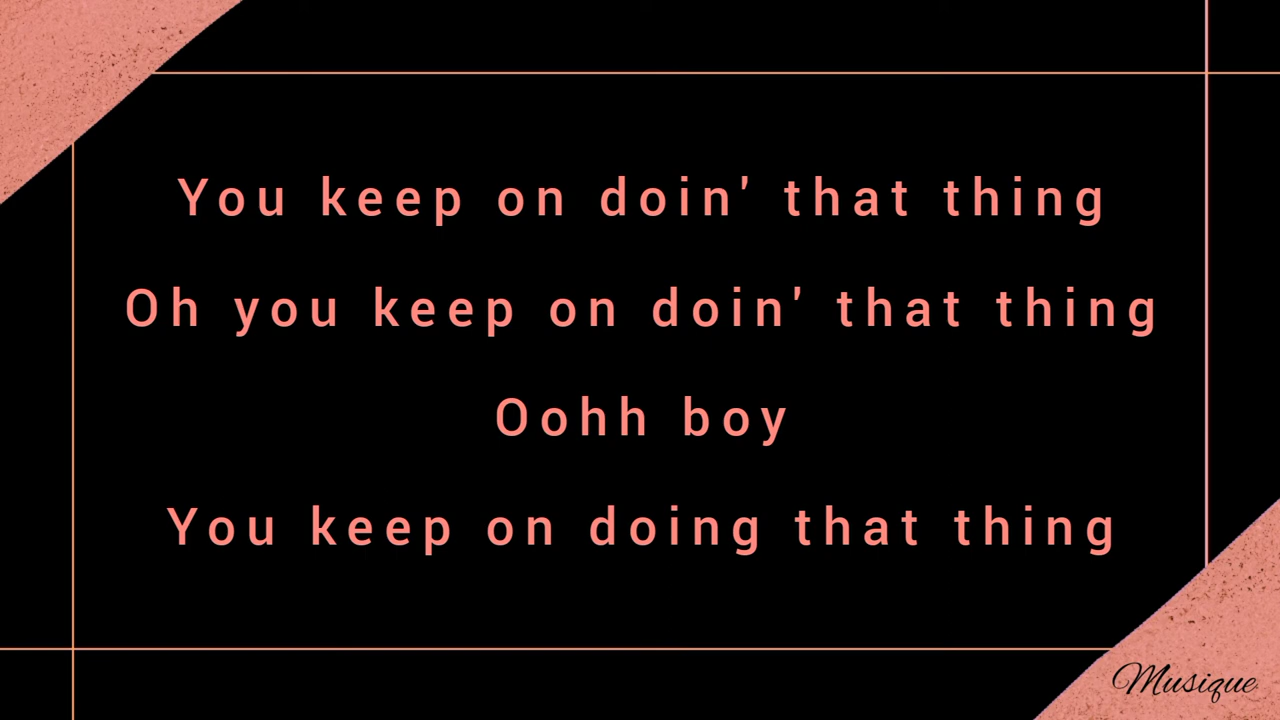 You keep on doin' that thing
Oh you keep on doin' that thing
Oohh boy
You keep on doing that thing
Musique